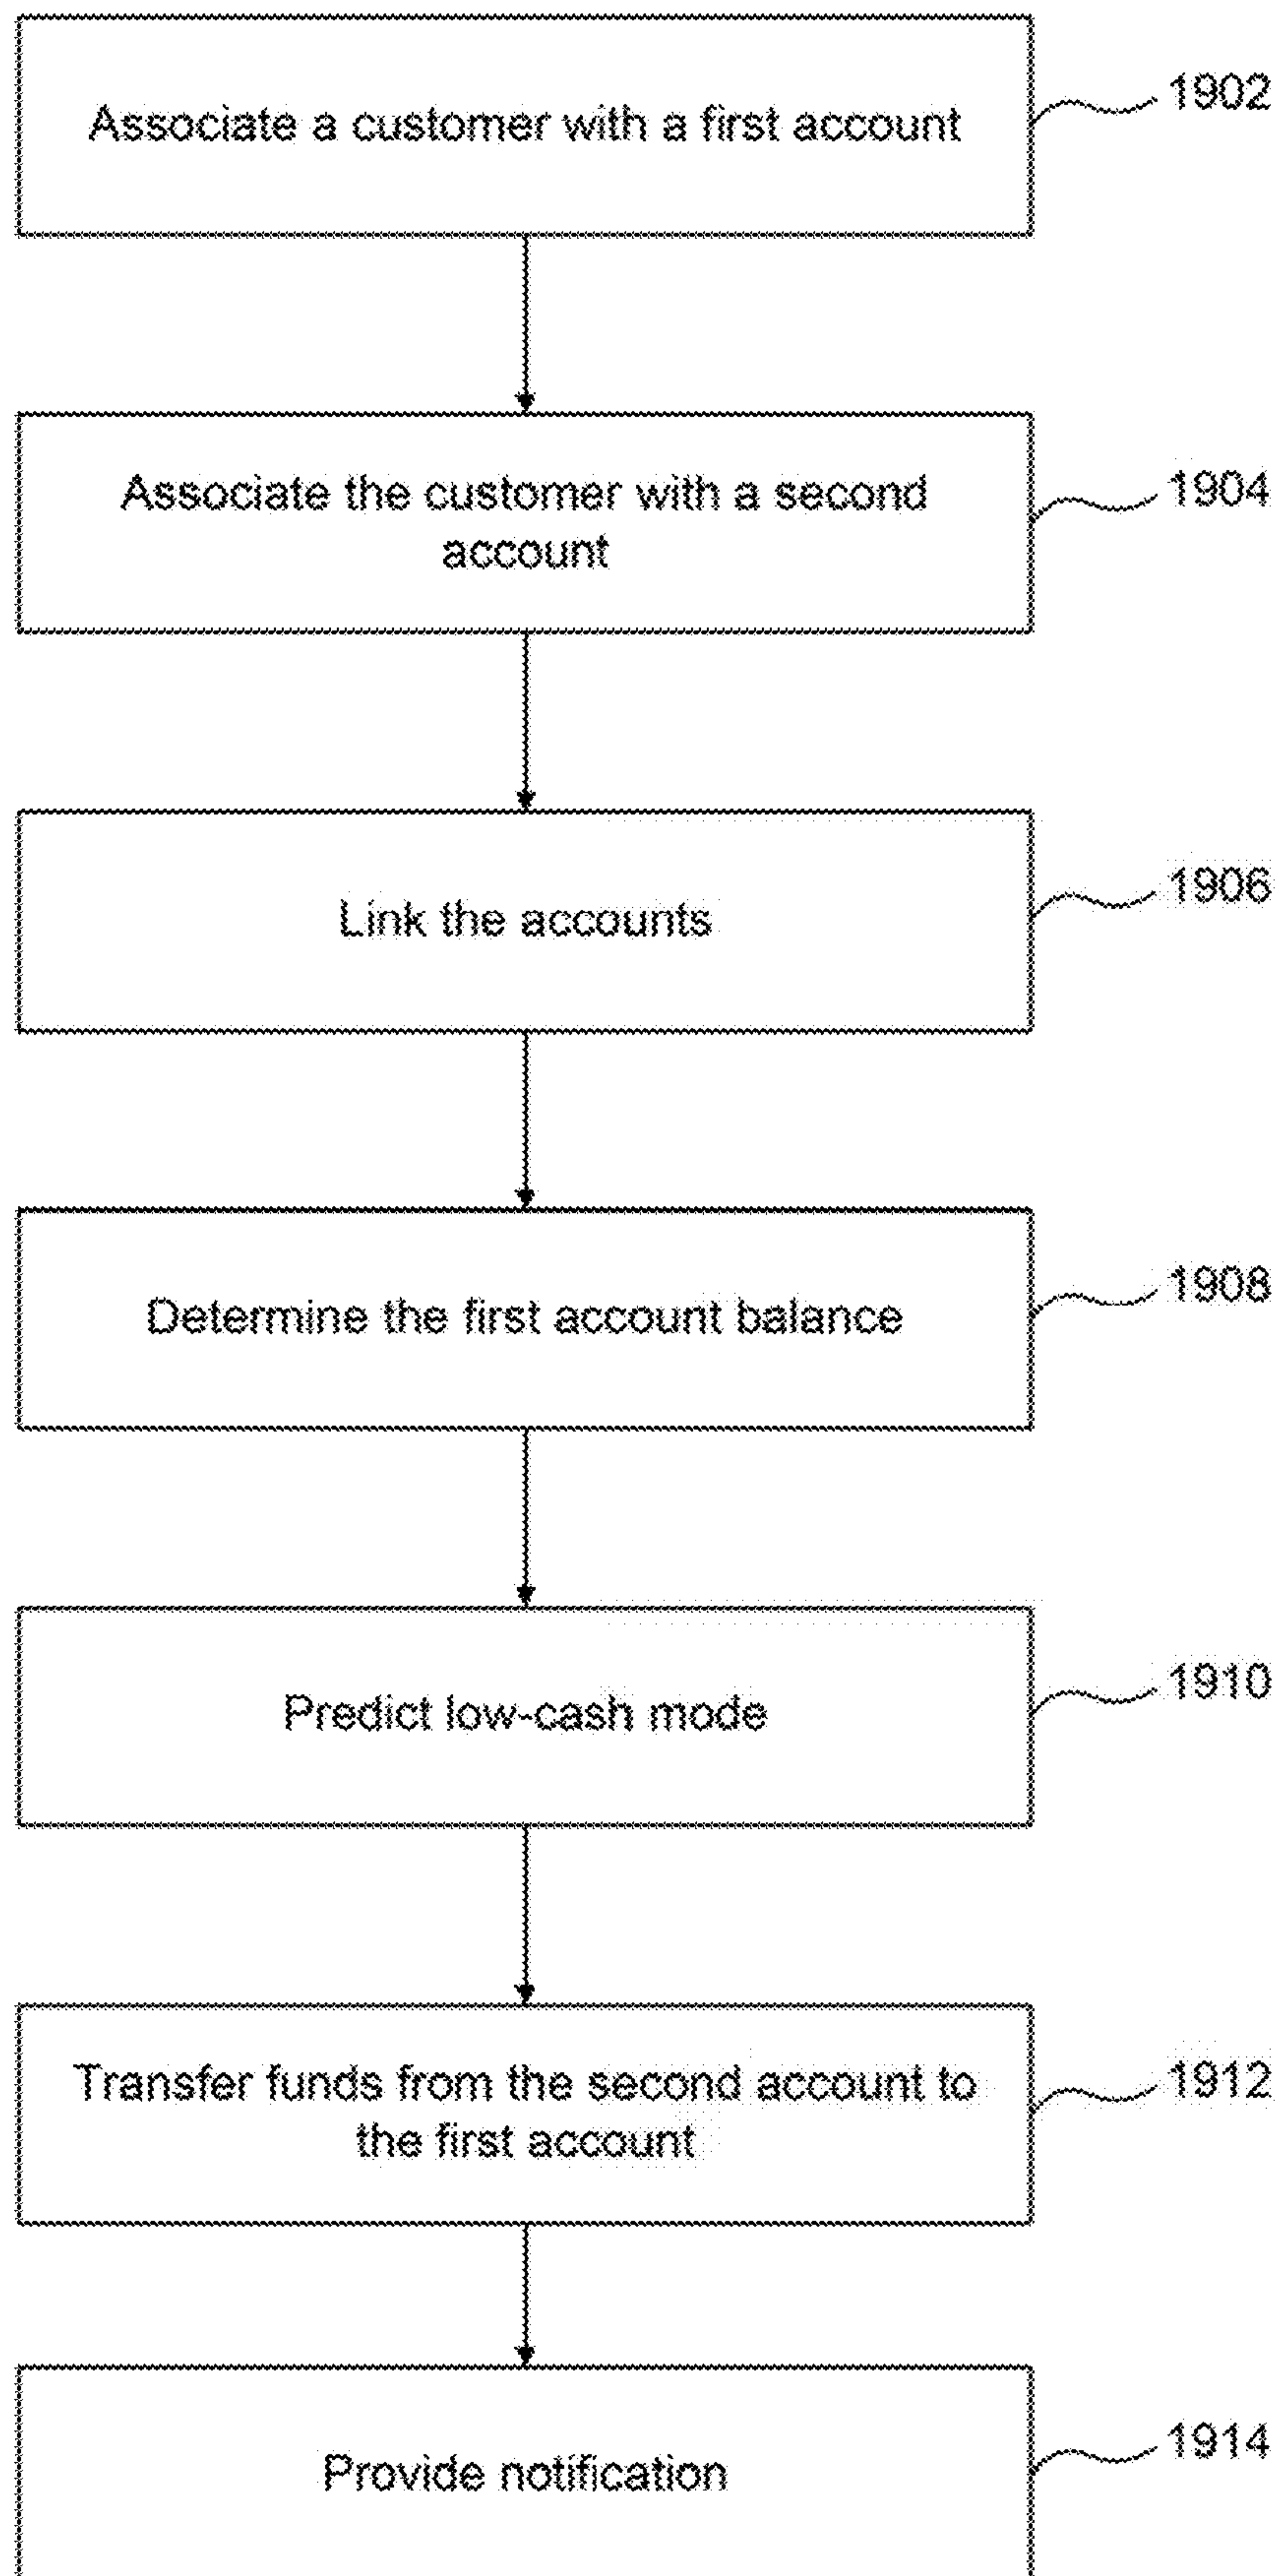 Associate a customer with a first account
1902
Associate the customer with a second
account
1904
Link the accounts
1906
Determine the first account balance
1908
Predict low-cash mode
1910
Transfer funds from the second account to
the first account
1912
Provide notification
1914